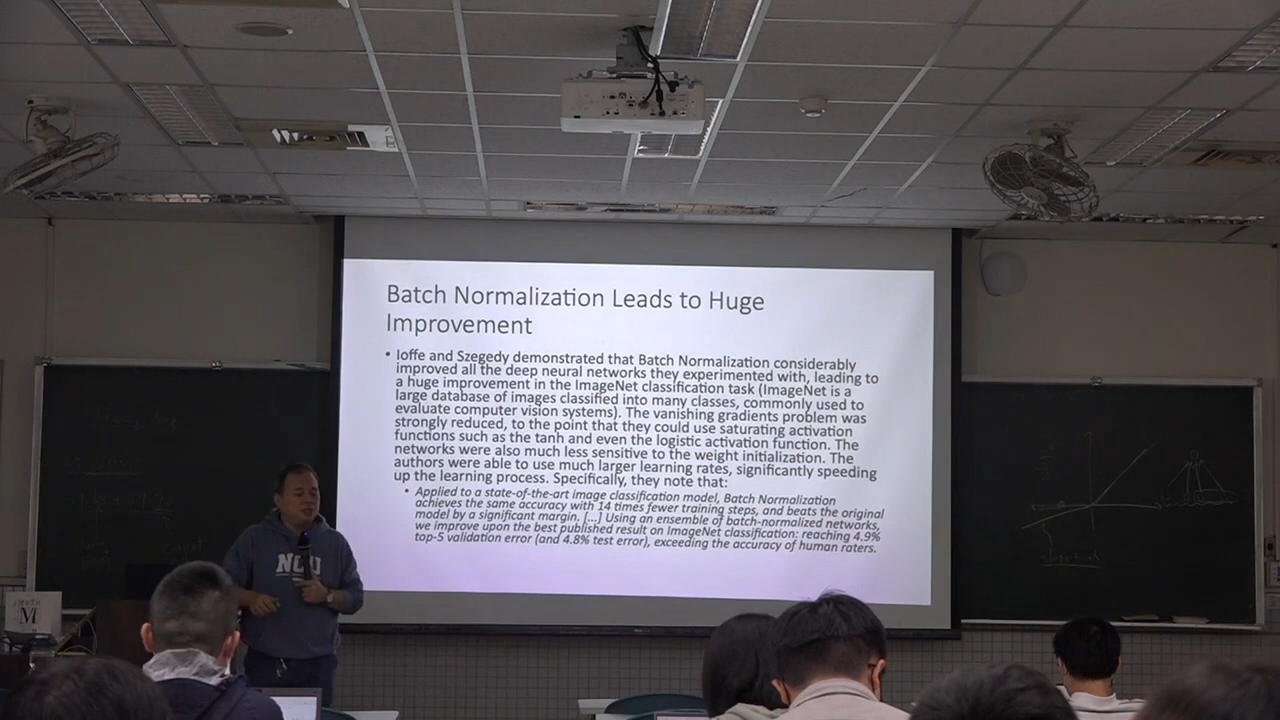 Batch Normalization Leads to Huge
Improvement
• Ioffe and Szegedy demonstrated that Batch Normalization considerably
improved all the deep neural networks they experimented with, leading to
a huge improvement in the ImageNet classification task (ImageNet is a
large database of images classified into many classes, commonly used to
evaluate computer vision systems). The vanishing gradients problem was
strongly reduced, to the point that they could use saturating activation
functions such as the tanh and even the logistic activation function. The
networks were also much less sensitive to the weight initialization. The
authors were able to use much larger learning rates, significantly speeding
up the learning process. Specifically, they note that:
• Applied to a state-of-the-art image classification model, Batch Normalization
achieves the same accuracy with 14 times fewer training steps, and beats the original
model by a significant margin. [...] Using an ensemble of batch-normalized networks,
we improve upon the best published result on ImageNet classification: reaching 4.9%
top-5 validation error (and 4.8% test error), exceeding the accuracy of human raters.
NCU
M